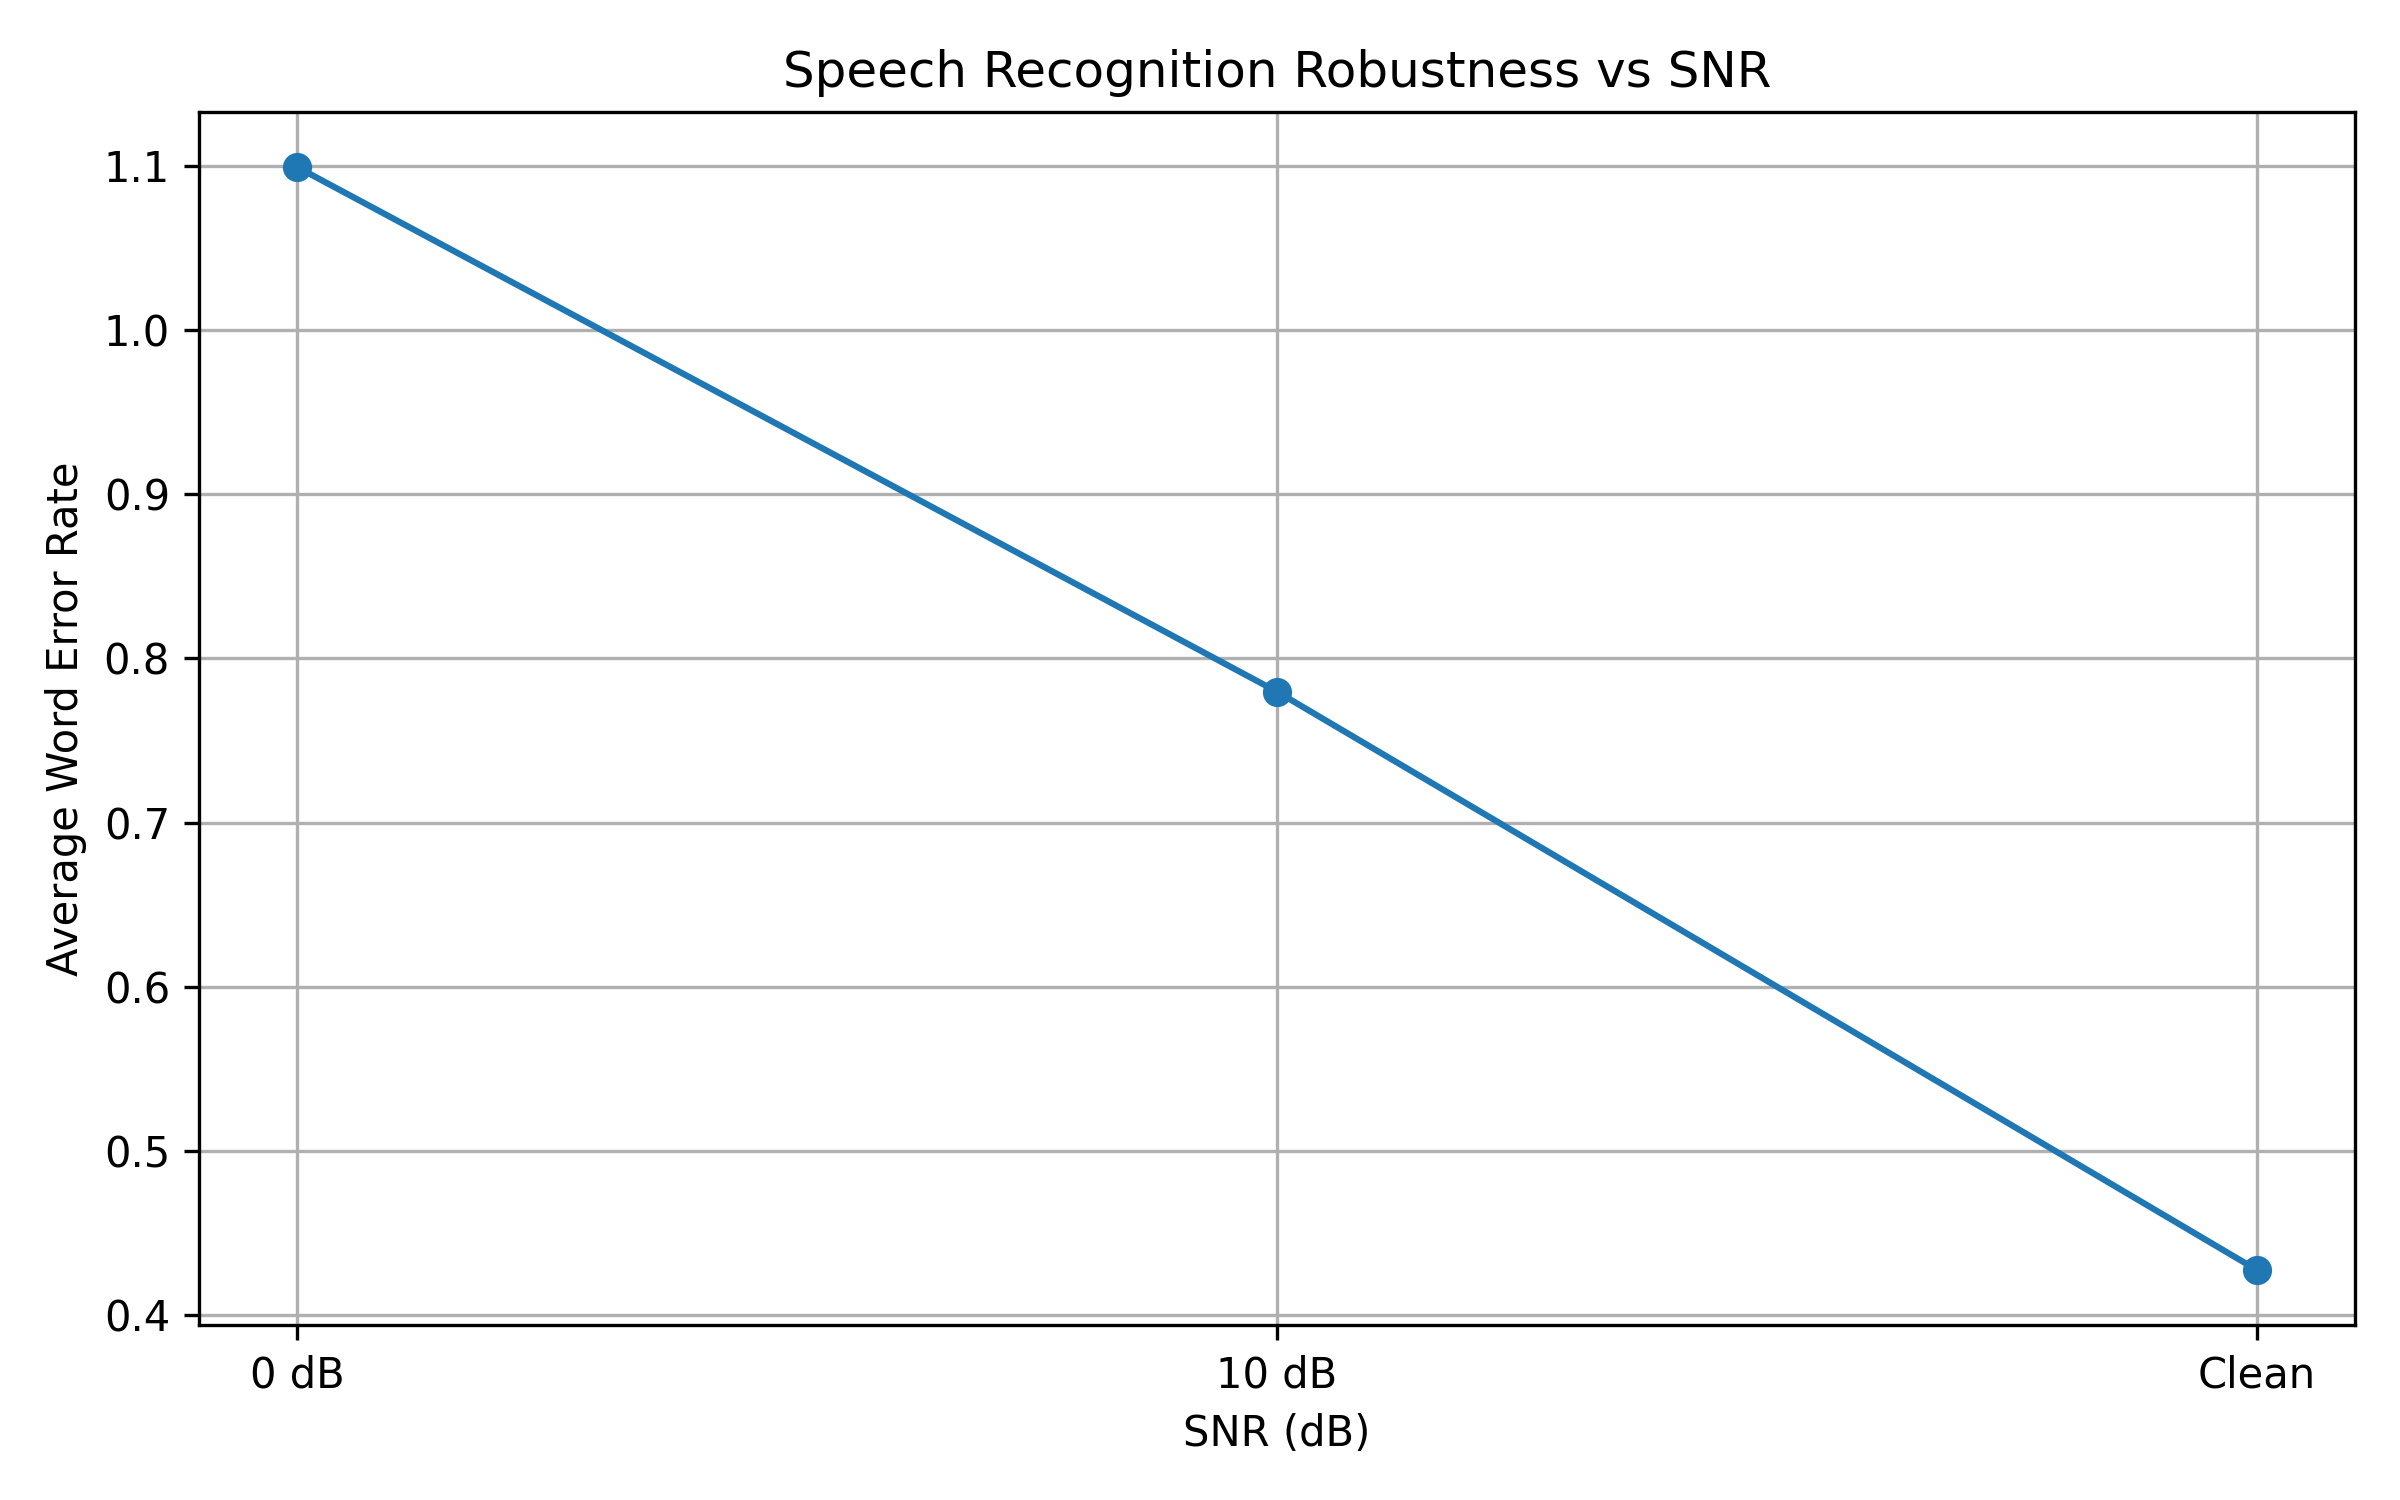 Speech Recognition Robustness vs SNR
Average Word Error Rate
1.1
1.0
0.9
0.8
0.7
0.6
0.5
0.4
0 dB
10 dB
Clean
SNR (dB)